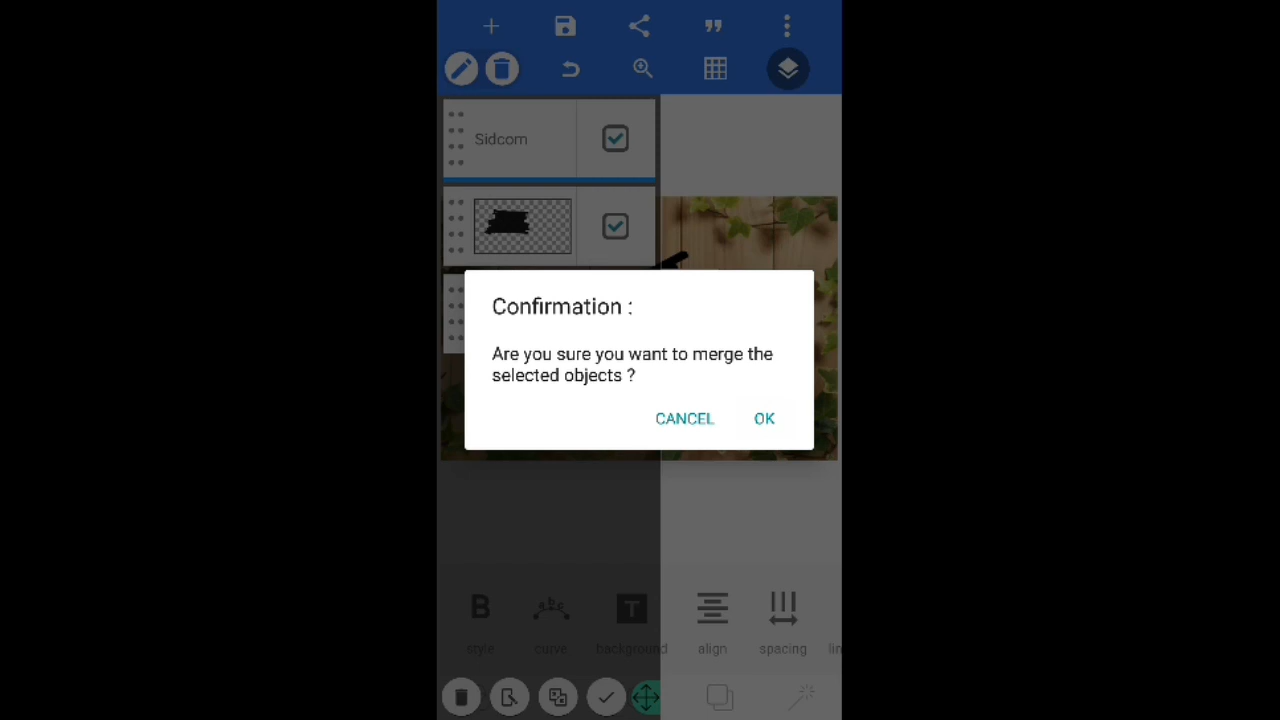 Sidcom
Confirmation :
Are you sure you want to merge the
selected objects ?
CANCEL OK
B T
style curve background align spacing lin